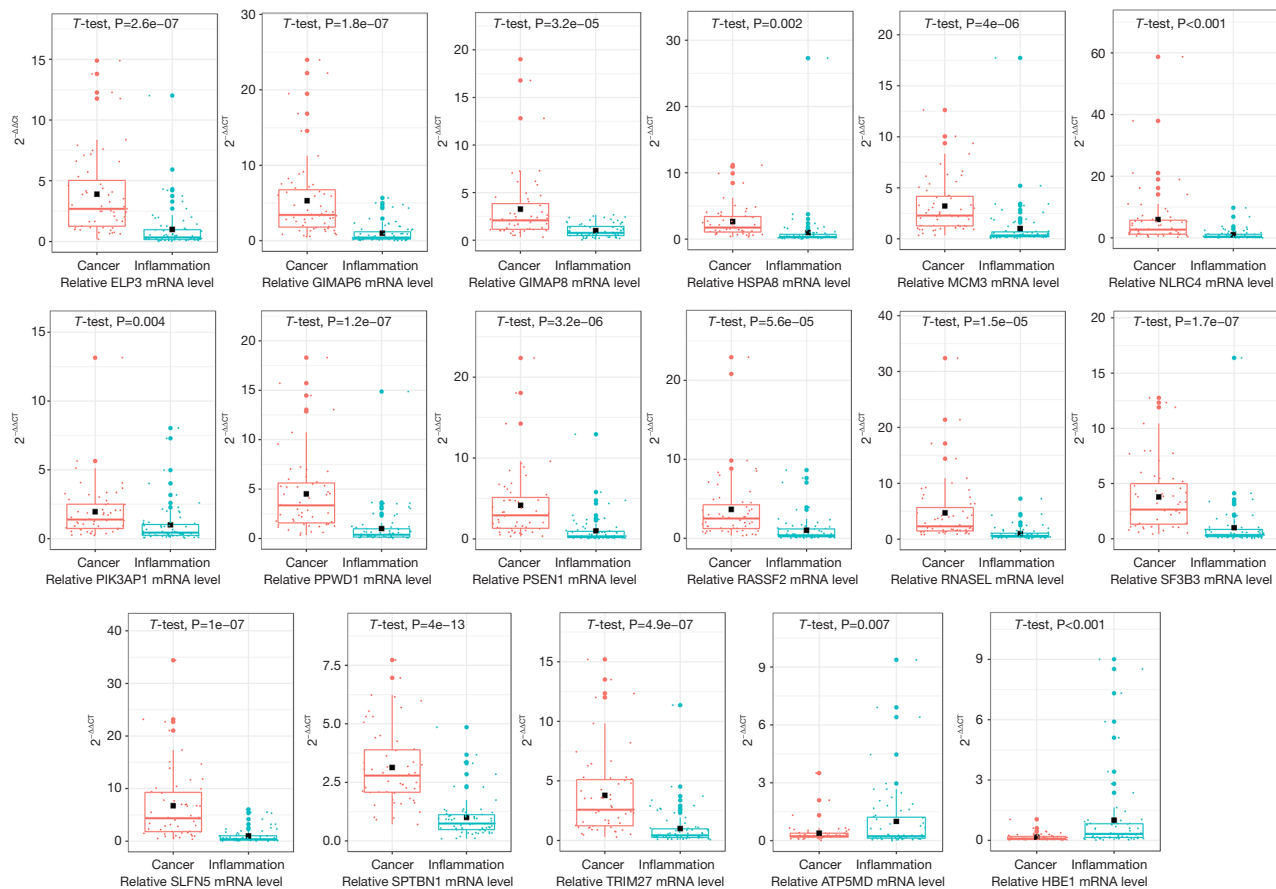 T-test, P=2.6e-07
15
10
5
0
2^-ΔΔCt
Cancer Inflammation
Relative ELP3 mRNA level
T-test, P=1.8e-07
30
20
10
0
2^-ΔΔCT
Cancer Inflammation
Relative GIMAP6 mRNA level
T-test, P=3.2e-05
20
15
10
5
0
2^-ΔΔCT
Cancer Inflammation
Relative GIMAP8 mRNA level
T-test, P=0.002
30
20
10
0
2^-ΔΔCT
Cancer Inflammation
Relative HSPA8 mRNA level
T-test, P=4e-06
20
15
10
5
0
2^-ΔΔCT
Cancer Inflammation
Relative MCM3 mRNA level
T-test, P<0.001
60
40
20
0
2^-ΔΔCT
Cancer Inflammation
Relative NLRC4 mRNA level
T-test, P=0.004
15
10
5
0
2^-ΔΔCT
Cancer Inflammation
Relative PIK3AP1 mRNA level
T-test, P=1.2e-07
20
15
10
5
0
2^-ΔΔCT
Cancer Inflammation
Relative PPWD1 mRNA level
T-test, P=3.2e-06
20
10
0
2^-ΔΔCT
Cancer Inflammation
Relative PSEN1 mRNA level
T-test, P=5.6e-05
20
10
0
2^-ΔΔCT
Cancer Inflammation
Relative RASSF2 mRNA level
T-test, P=1.5e-05
40
30
20
10
0
2^-ΔΔCT
Cancer Inflammation
Relative RNASEL mRNA level
T-test, P=1.7e-07
20
15
10
5
0
2^-ΔΔCT
Cancer Inflammation
Relative SF3B3 mRNA level
T-test, P=1e-07
40
30
20
10
0
2^-ΔΔCT
Cancer Inflammation
Relative SLFN5 mRNA level
T-test, P=4e-13
7.5
5.0
2.5
0.0
2^-ΔΔCT
Cancer Inflammation
Relative SPTBN1 mRNA level
T-test, P=4.9e-07
15
10
5
0
2^-ΔΔCT
Cancer Inflammation
Relative TRIM27 mRNA level
T-test, P=0.007
9
6
3
0
2^-ΔΔCT
Cancer Inflammation
Relative ATP5MD mRNA level
T-test, P<0.001
9
6
3
0
2^-ΔΔCT
Cancer Inflammation
Relative HBE1 mRNA level